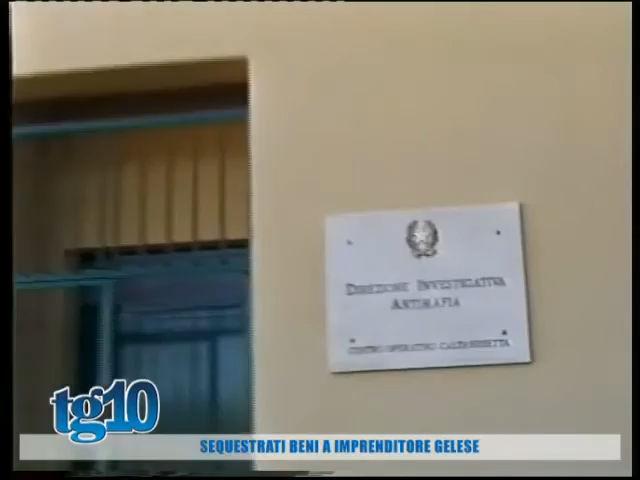 DIREZIONE INVESTIGATIVA
ANTIMAFIA
CENTRO OPERATIVO CALTANISSETTA
tg10
SEQUESTRATI BENI A IMPRENDITORE GELESE